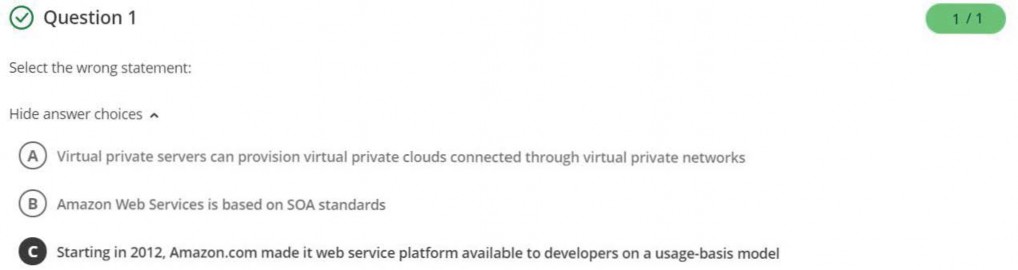 Question 1
1 / 1
Select the wrong statement:
Hide answer choices
A Virtual private servers can provision virtual private clouds connected through virtual private networks
B Amazon Web Services is based on SOA standards
C Starting in 2012, Amazon.com made it web service platform available to developers on a usage-basis model